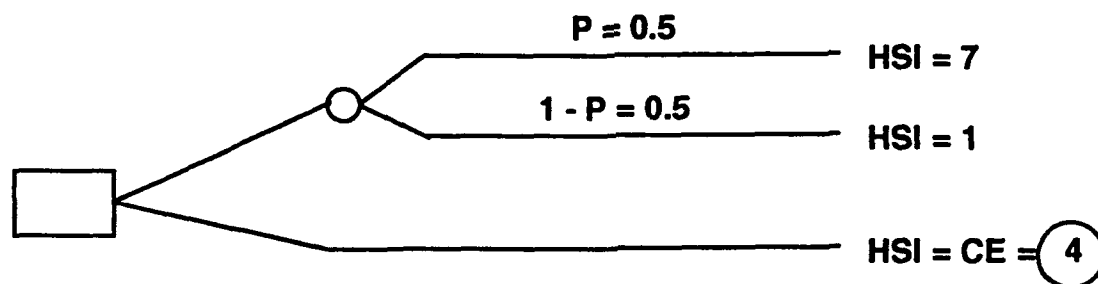 P = 0.5
HSI = 7
1 - P = 0.5
HSI = 1
HSI = CE = 4